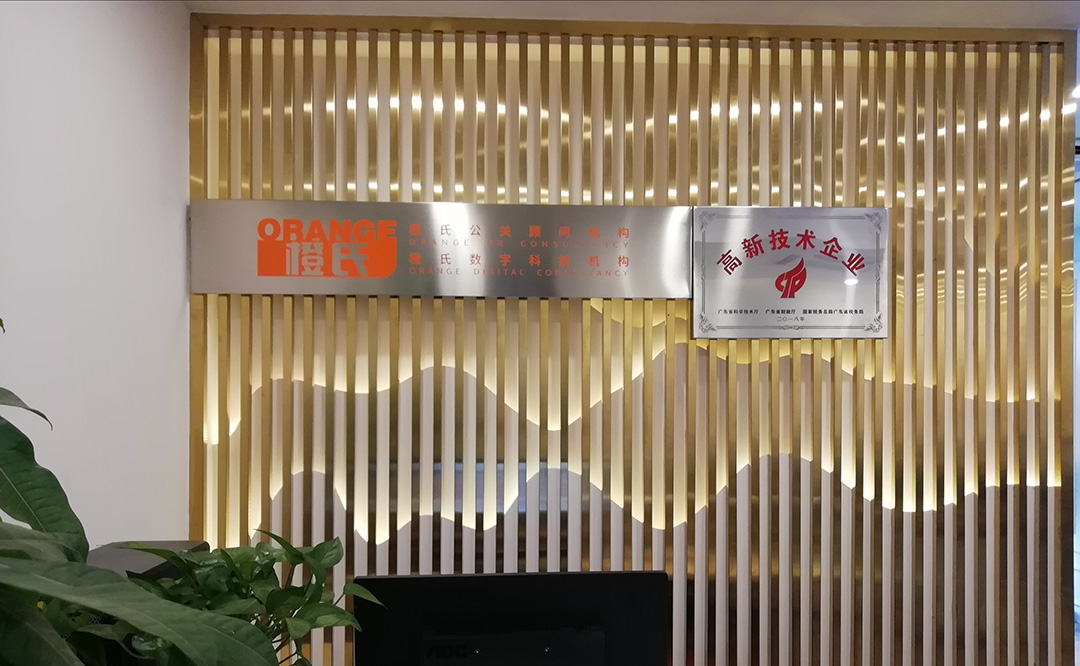 ORANGE
橙氏
橙氏公关顾问机构
ORANGE PR CONSULTANCY
橙氏数字科技机构
ORANGE DIGITAL CONSULTANCY
高新技术企业
广东省科学技术厅 广东省财政厅 国家税务总局广东省税务局
二〇一八年
AOC